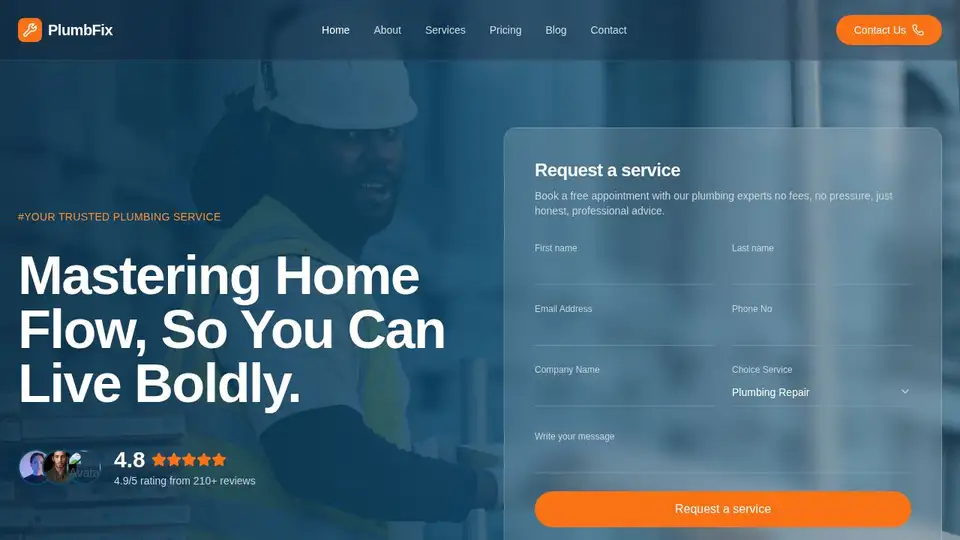 PlumbFix
Home About Services Pricing Blog Contact
Contact Us
#YOUR TRUSTED PLUMBING SERVICE
Mastering Home
Flow, So You Can
Live Boldly.
Avata
4.8
4.9/5 rating from 210+ reviews
Request a service
Book a free appointment with our plumbing experts no fees, no pressure, just
honest, professional advice.
First name Last name
Email Address Phone No
Company Name Choice Service
Plumbing Repair
Write your message
Request a service